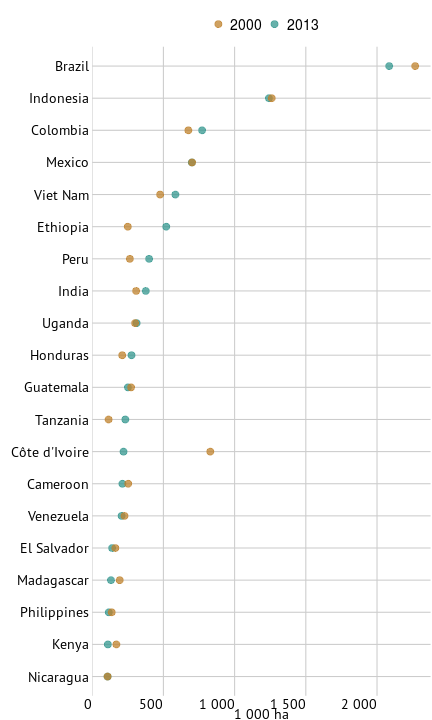 2000 2013
Brazil
Indonesia
Colombia
Mexico
Viet Nam
Ethiopia
Peru
India
Uganda
Honduras
Guatemala
Tanzania
Côte d'Ivoire
Cameroon
Venezuela
El Salvador
Madagascar
Philippines
Kenya
Nicaragua
0 500 1 000 1 500 2 000
1 000 ha